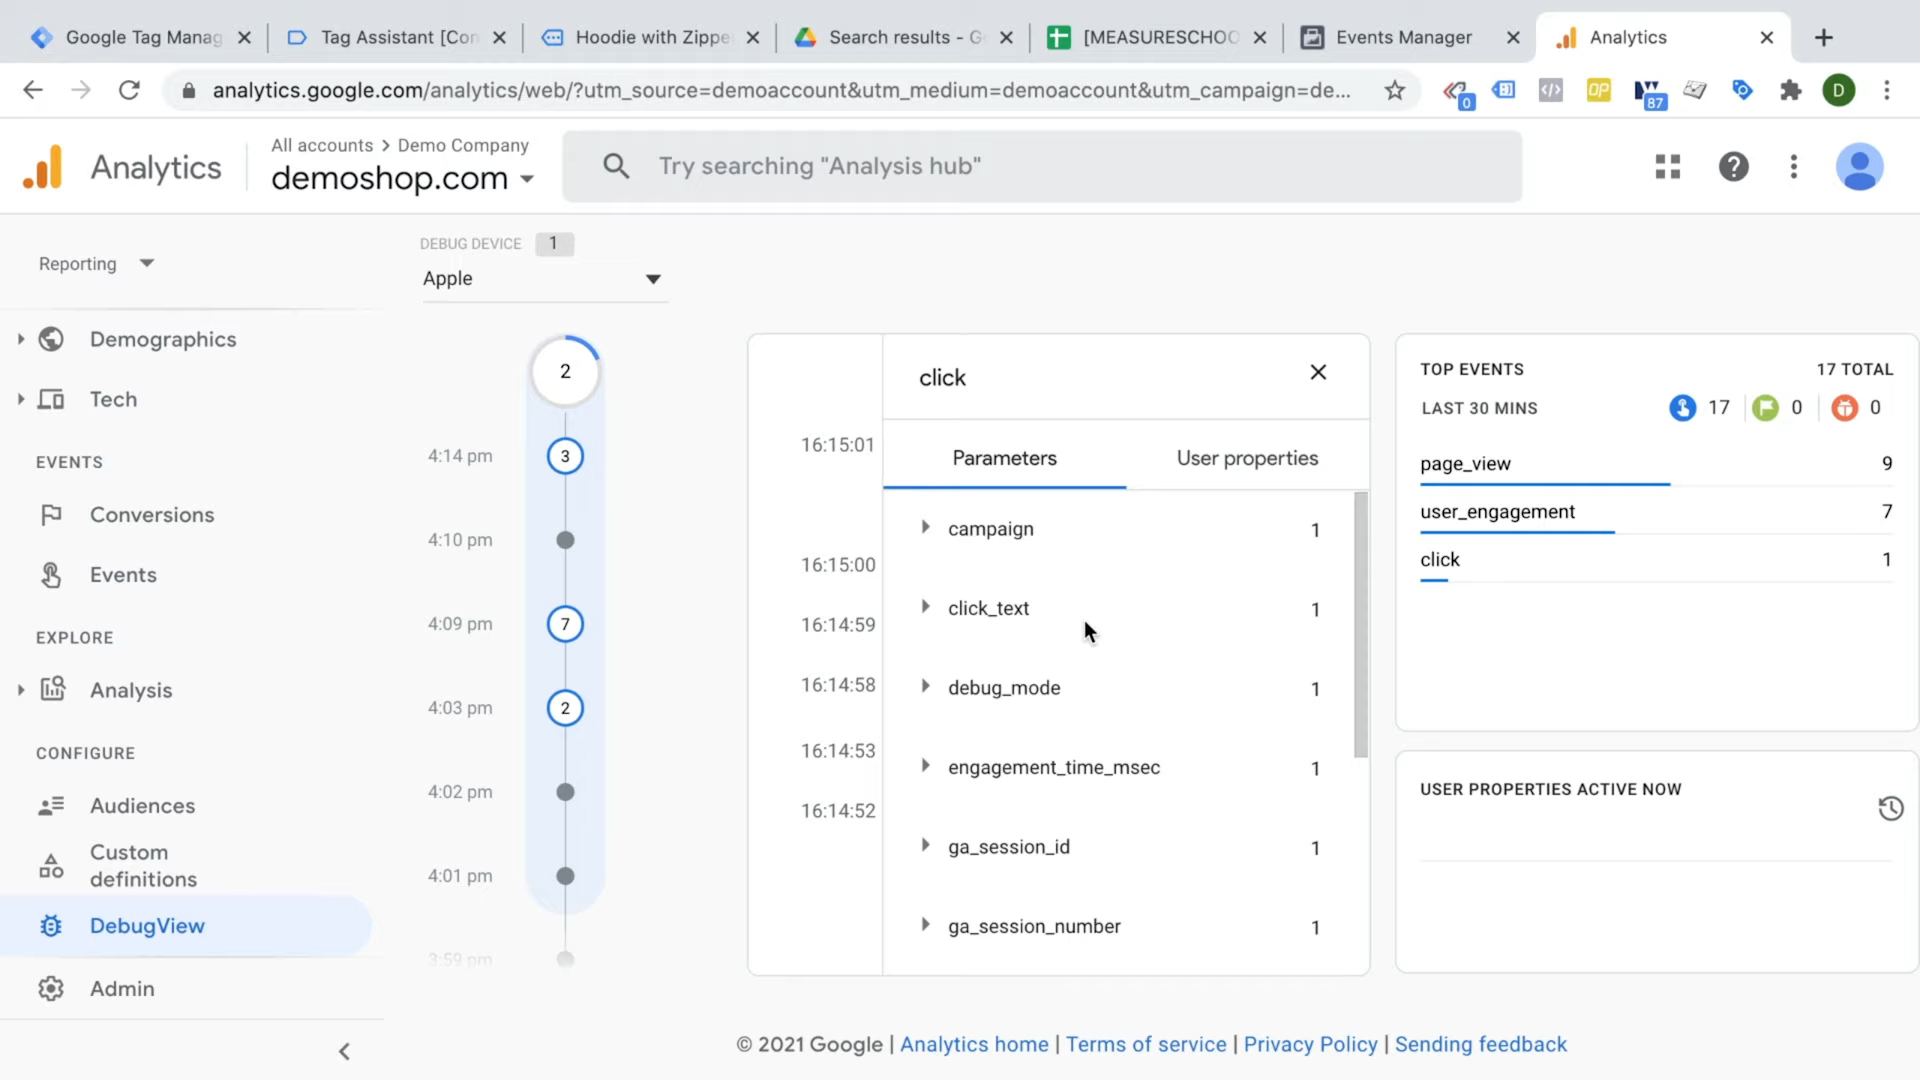 Google Tag Manag
Tag Assistant [Con
Hoodie with Zippe
Search results - G
[MEASURESCHOO
Events Manager
Analytics
analytics.google.com/analytics/web/?utm_source=demoaccount&utm_medium=demoaccount&utm_campaign=de...
0
OP
87
D
Analytics
All accounts > Demo Company
demoshop.com
Try searching "Analysis hub"
Reporting
Demographics
Tech
EVENTS
Conversions
Events
EXPLORE
Analysis
CONFIGURE
Audiences
Custom
definitions
DebugView
Admin
DEBUG DEVICE 1
Apple
2
4:14 pm 3
4:10 pm
4:09 pm 7
4:03 pm 2
4:02 pm
4:01 pm
3:59 pm
16:15:01
16:15:00
16:14:59
16:14:58
16:14:53
16:14:52
click
Parameters User properties
campaign 1
click_text 1
debug_mode 1
engagement_time_msec 1
ga_session_id 1
ga_session_number 1
TOP EVENTS 17 TOTAL
LAST 30 MINS 17 0 0
page_view 9
user_engagement 7
click 1
USER PROPERTIES ACTIVE NOW
© 2021 Google | Analytics home | Terms of service | Privacy Policy | Sending feedback